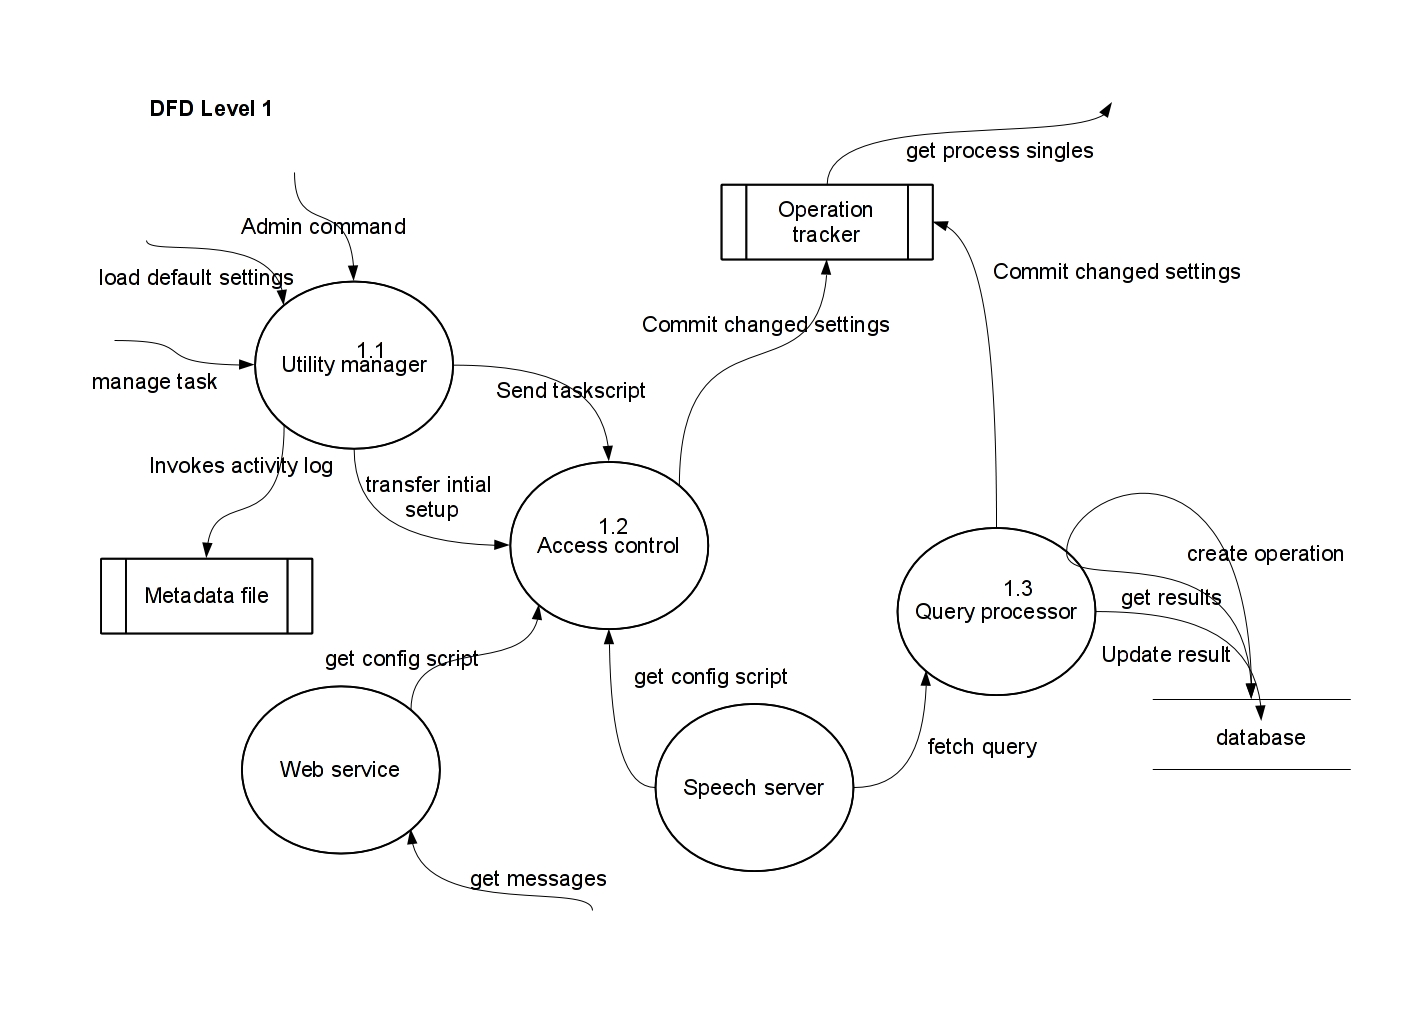 DFD Level 1
get process singles
Operation
tracker
Admin command
load default settings
Commit changed settings
Commit changed settings
1.1
Utility manager
manage task
Send taskscript
Invokes activity log
transfer intial
setup
1.2
Access control
create operation
Metadata file
1.3
Query processor
get results
Update result
get config script
get config script
database
fetch query
Web service
Speech server
get messages